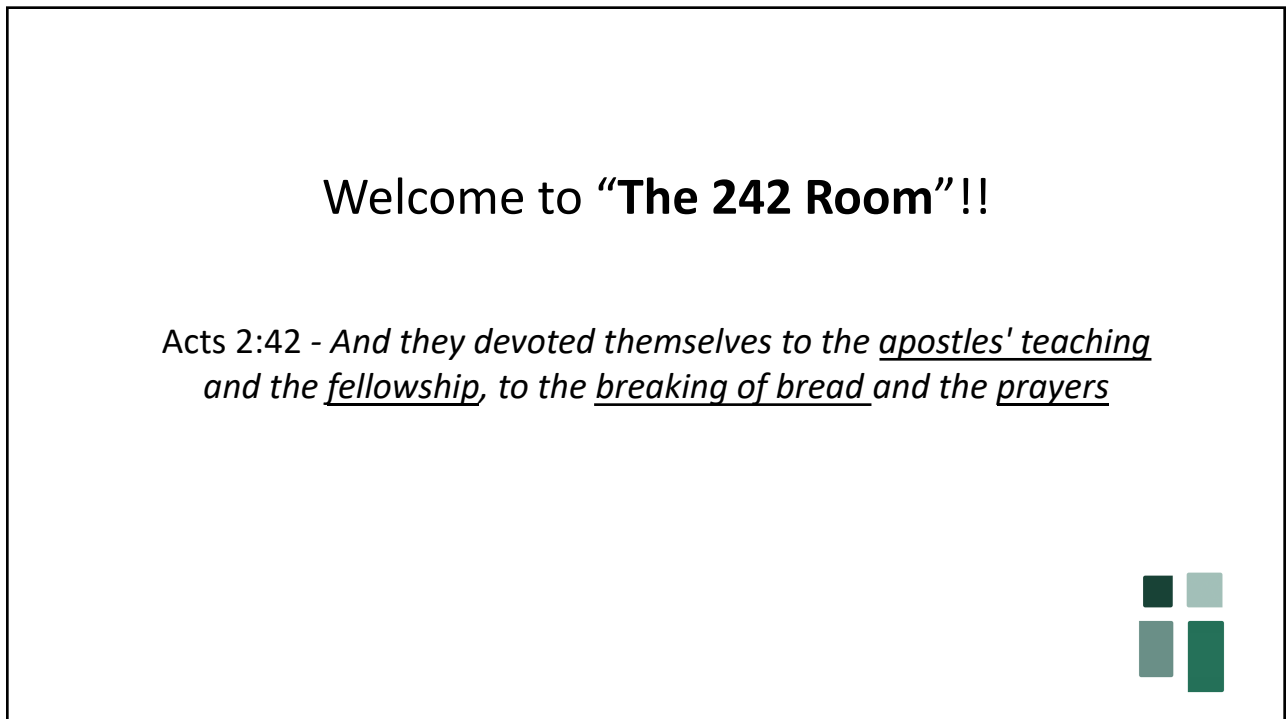 Welcome to “The 242 Room”!!
Acts 2:42 - And they devoted themselves to the apostles' teaching
and the fellowship, to the breaking of bread and the prayers